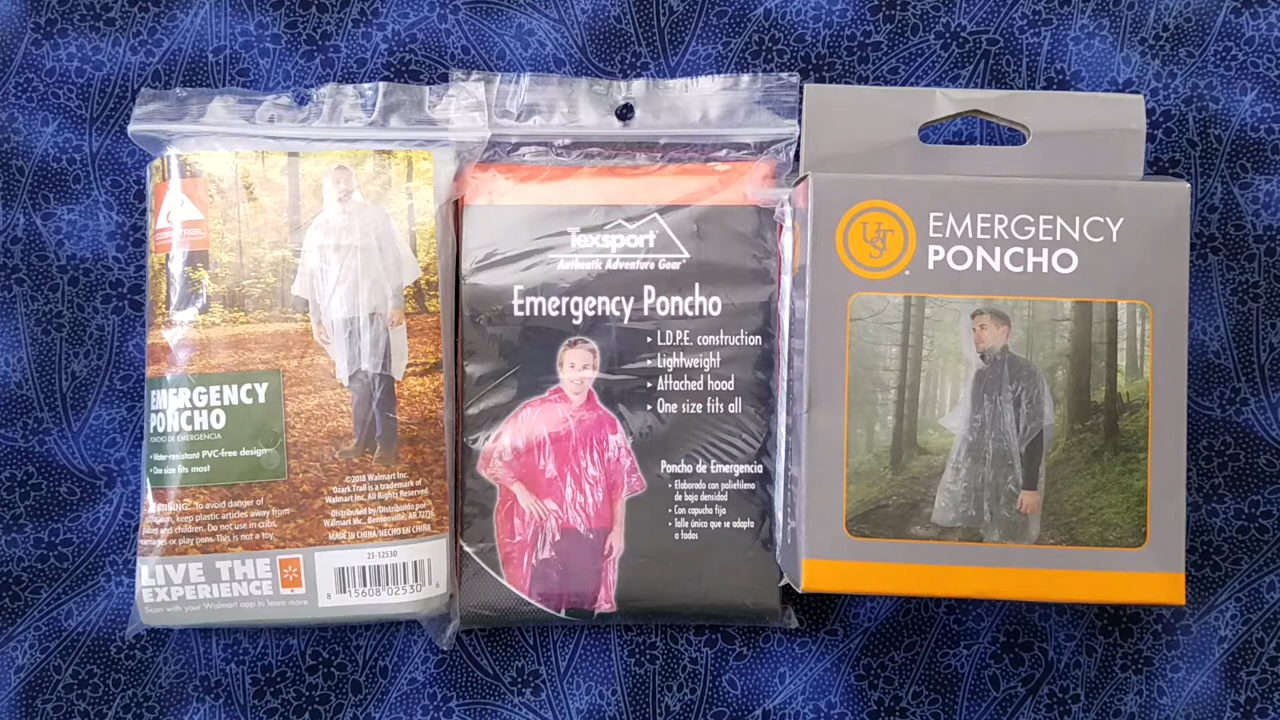 OZARK TRAIL
EMERGENCY
PONCHO
PONCHO DE EMERGENCIA
• Water-resistant PVC-free design
• One size fits most
WARNING: To avoid danger of
keep plastic articles away from
babies and children. Do not use in cribs,
carriages or play pens. This is not a toy.
©2018 Walmart Inc.
Ozark Trail is a trademark of
Walmart Inc. All Rights Reserved.
Distributed by/Distribuido por
Walmart Inc., Bentonville, AR 72716
MADE IN CHINA/HECHO EN CHINA
LIVE THE
EXPERIENCE
Scan with your Walmart app to learn more
23-12530
8 15608 02530 6
Texsport®
Authentic Adventure Gear®
Emergency Poncho
▸ L.D.P.E. construction
▸ Lightweight
▸ Attached hood
▸ One size fits all
Poncho de Emergencia
▸ Elaborado con polietileno
de baja densidad
▸ Con capucha fija
▸ Talle único que se adapta
a todos
UST
EMERGENCY
PONCHO